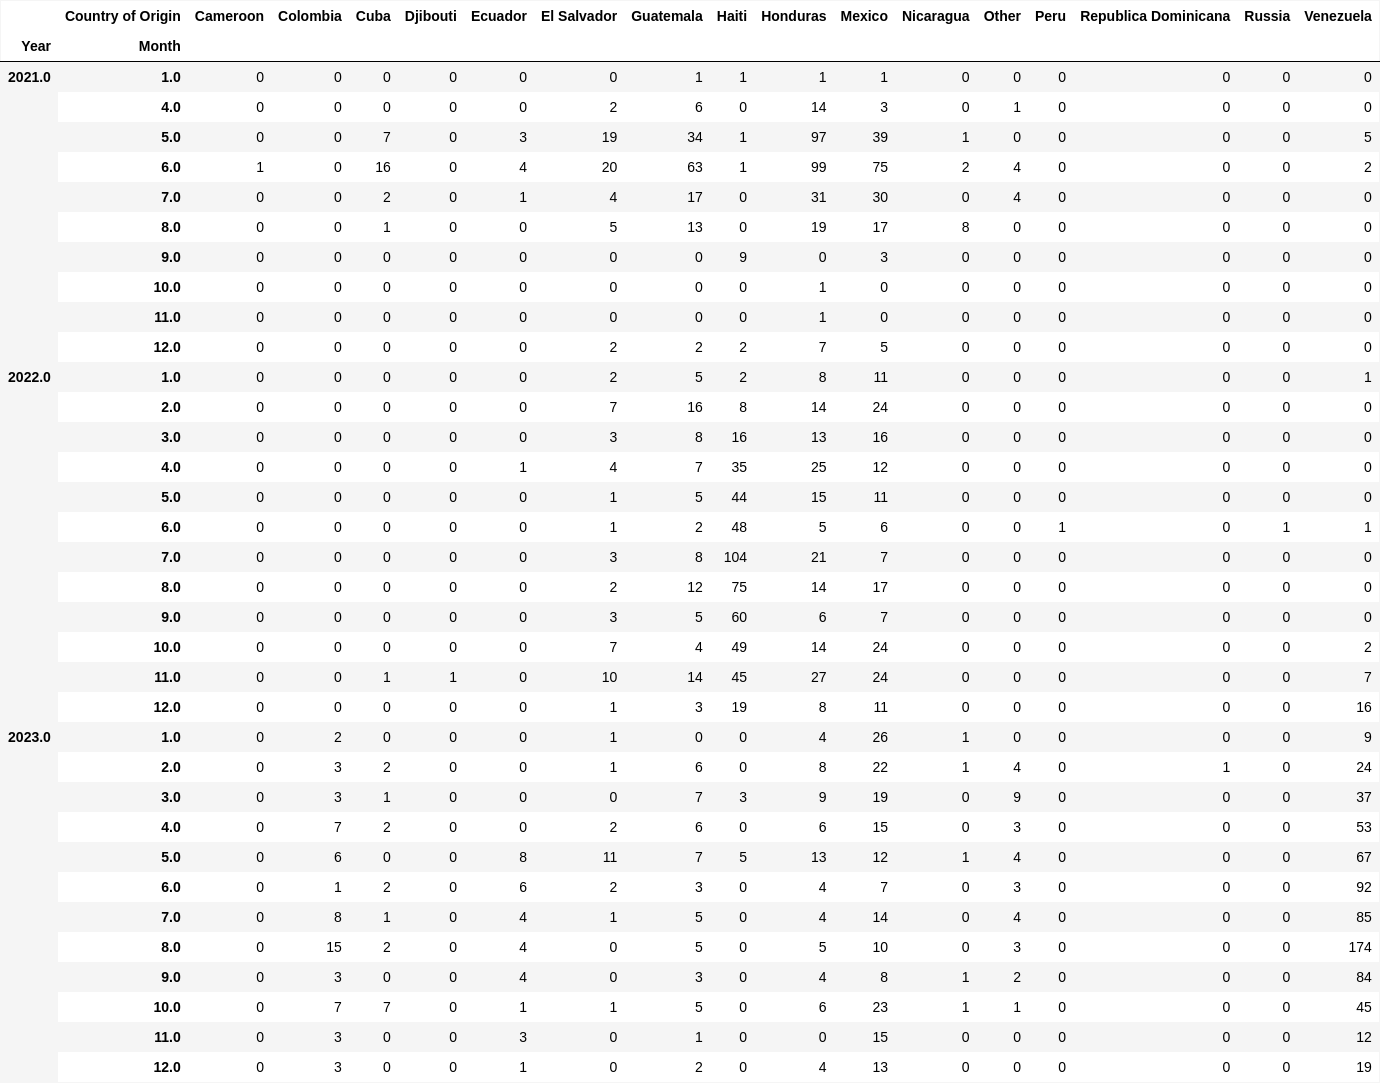 Country of Origin Cameroon Colombia Cuba Djibouti Ecuador El Salvador Guatemala Haiti Honduras Mexico Nicaragua Other Peru Republica Dominicana Russia Venezuela
Year Month
2021.0 1.0 0 0 0 0 0 0 1 1 1 1 0 0 0 0 0 0
4.0 0 0 0 0 0 2 6 0 14 3 0 1 0 0 0 0
5.0 0 0 7 0 3 19 34 1 97 39 1 0 0 0 0 5
6.0 1 0 16 0 4 20 63 1 99 75 2 4 0 0 0 2
7.0 0 0 2 0 1 4 17 0 31 30 0 4 0 0 0 0
8.0 0 0 1 0 0 5 13 0 19 17 8 0 0 0 0 0
9.0 0 0 0 0 0 0 0 9 0 3 0 0 0 0 0 0
10.0 0 0 0 0 0 0 0 0 1 0 0 0 0 0 0 0
11.0 0 0 0 0 0 0 0 0 1 0 0 0 0 0 0 0
12.0 0 0 0 0 0 2 2 2 7 5 0 0 0 0 0 0
2022.0 1.0 0 0 0 0 0 2 5 2 8 11 0 0 0 0 0 1
2.0 0 0 0 0 0 7 16 8 14 24 0 0 0 0 0 0
3.0 0 0 0 0 0 3 8 16 13 16 0 0 0 0 0 0
4.0 0 0 0 0 1 4 7 35 25 12 0 0 0 0 0 0
5.0 0 0 0 0 0 1 5 44 15 11 0 0 0 0 0 0
6.0 0 0 0 0 0 1 2 48 5 6 0 0 1 0 1 1
7.0 0 0 0 0 0 3 8 104 21 7 0 0 0 0 0 0
8.0 0 0 0 0 0 2 12 75 14 17 0 0 0 0 0 0
9.0 0 0 0 0 0 3 5 60 6 7 0 0 0 0 0 0
10.0 0 0 0 0 0 7 4 49 14 24 0 0 0 0 0 2
11.0 0 0 1 1 0 10 14 45 27 24 0 0 0 0 0 7
12.0 0 0 0 0 0 1 3 19 8 11 0 0 0 0 0 16
2023.0 1.0 0 2 0 0 0 1 0 0 4 26 1 0 0 0 0 9
2.0 0 3 2 0 0 1 6 0 8 22 1 4 0 1 0 24
3.0 0 3 1 0 0 0 7 3 9 19 0 9 0 0 0 37
4.0 0 7 2 0 0 2 6 0 6 15 0 3 0 0 0 53
5.0 0 6 0 0 8 11 7 5 13 12 1 4 0 0 0 67
6.0 0 1 2 0 6 2 3 0 4 7 0 3 0 0 0 92
7.0 0 8 1 0 4 1 5 0 4 14 0 4 0 0 0 85
8.0 0 15 2 0 4 0 5 0 5 10 0 3 0 0 0 174
9.0 0 3 0 0 4 0 3 0 4 8 1 2 0 0 0 84
10.0 0 7 7 0 1 1 5 0 6 23 1 1 0 0 0 45
11.0 0 3 0 0 3 0 1 0 0 15 0 0 0 0 0 12
12.0 0 3 0 0 1 0 2 0 4 13 0 0 0 0 0 19